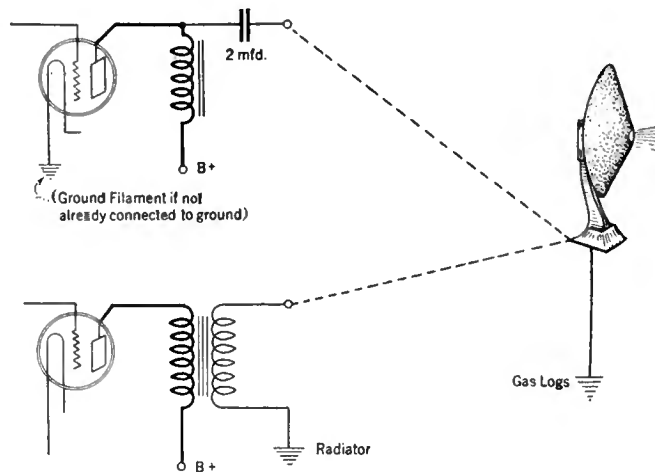 2 mfd.
B+
(Ground Filament if not
already connected to ground)
Gas Logs
Radiator
B+